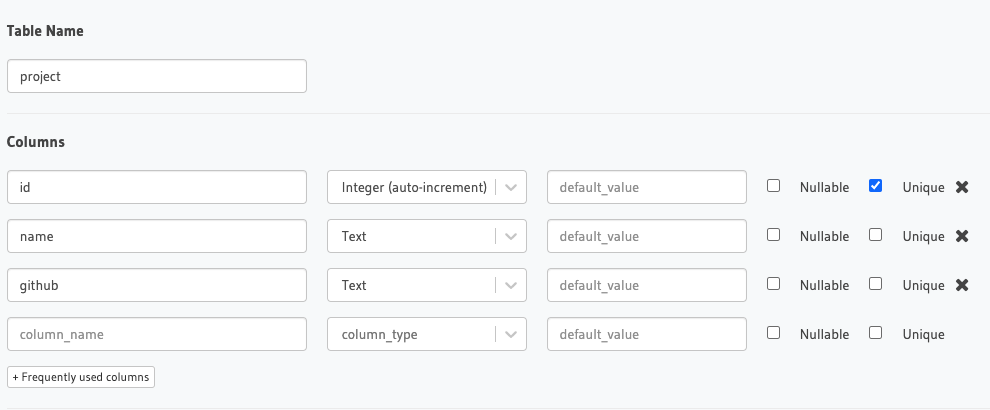 Table Name
project
Columns
id Integer (auto-increment) default_value Nullable Unique
name Text default_value Nullable Unique
github Text default_value Nullable Unique
column_name column_type default_value Nullable Unique
+ Frequently used columns